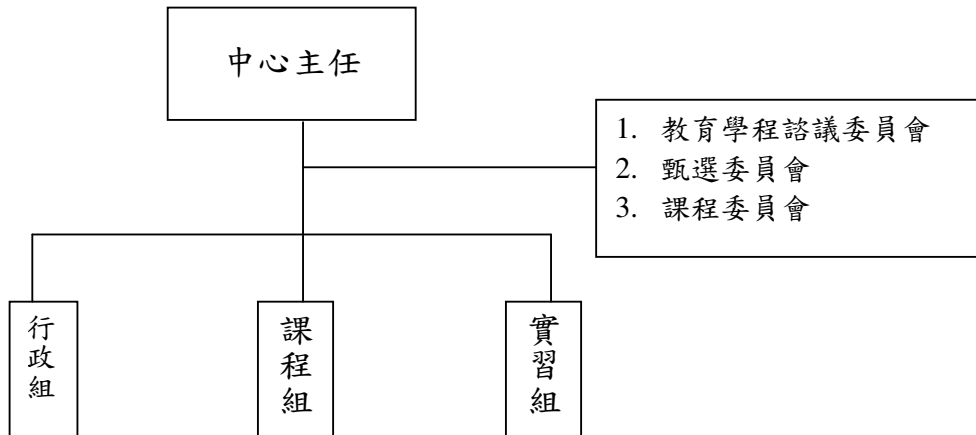 中心主任
1. 教育學程諮議委員會
2. 甄選委員會
3. 課程委員會
行政組
課程組
實習組